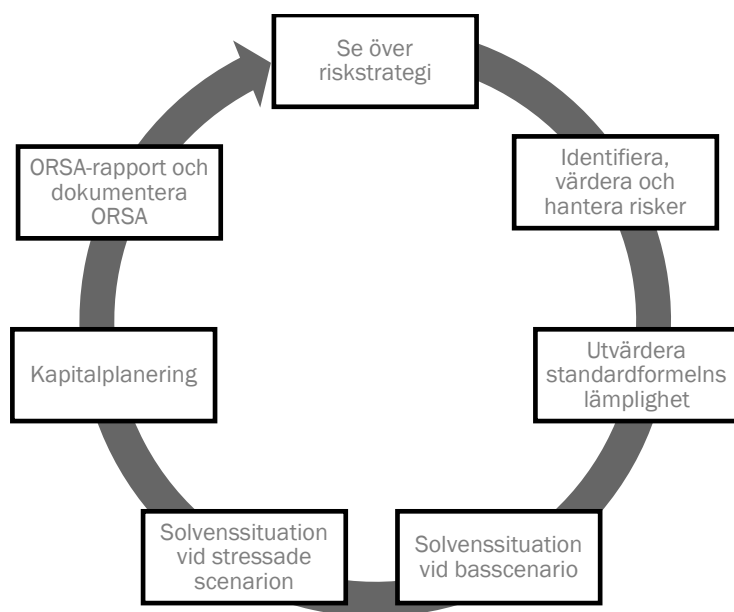 Se över
riskstrategi
Identifiera,
värdera och
hantera risker
Utvärdera
standardformelns
lämplighet
Solvenssituation
vid basscenario
Solvenssituation
vid stressade
scenarion
Kapitalplanering
ORSA-rapport och
dokumentera
ORSA